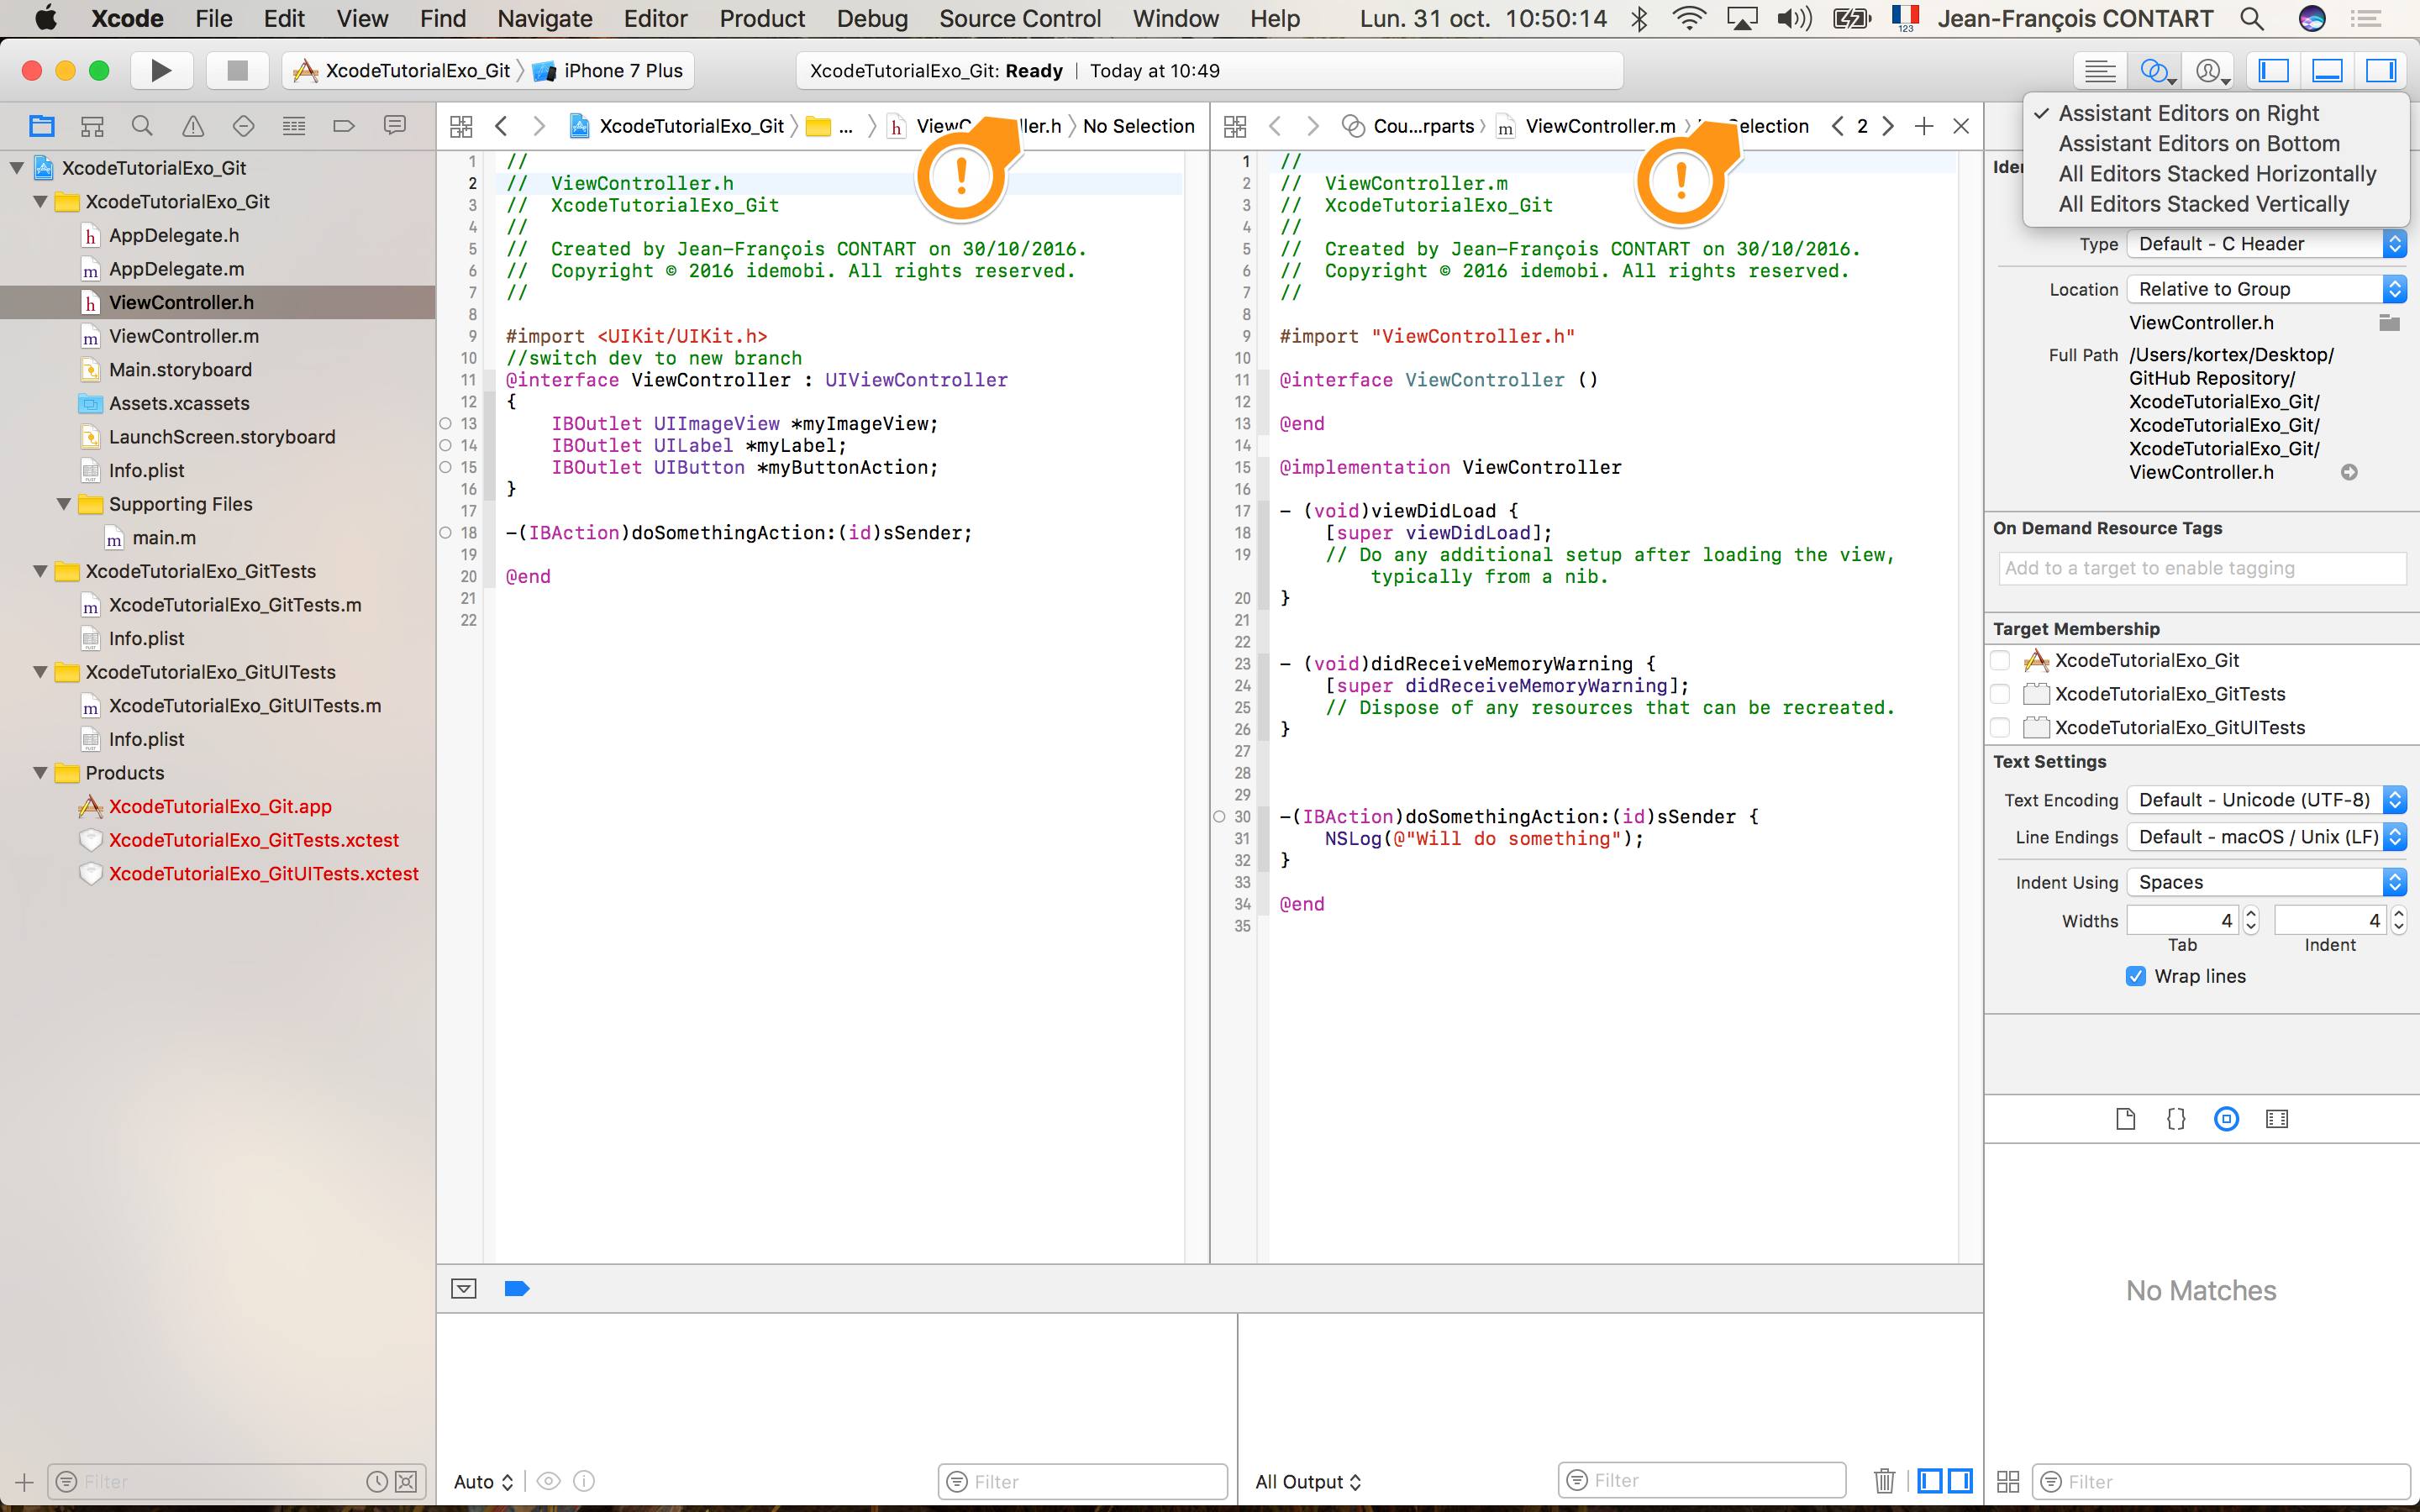 Xcode File Edit View Find Navigate Editor Product Debug Source Control Window Help Lun. 31 oct. 10:50:14 123 Jean-François CONTART
XcodeTutorialExo_Git iPhone 7 Plus XcodeTutorialExo_Git: Ready | Today at 10:49
Assistant Editors on Right
Assistant Editors on Bottom
All Editors Stacked Horizontally
All Editors Stacked Vertically
XcodeTutorialExo_Git
XcodeTutorialExo_Git
AppDelegate.h
AppDelegate.m
ViewController.h
ViewController.m
Main.storyboard
Assets.xcassets
LaunchScreen.storyboard
Info.plist
Supporting Files
main.m
XcodeTutorialExo_GitTests
XcodeTutorialExo_GitTests.m
Info.plist
XcodeTutorialExo_GitUITests
XcodeTutorialExo_GitUITests.m
Info.plist
Products
XcodeTutorialExo_Git.app
XcodeTutorialExo_GitTests.xctest
XcodeTutorialExo_GitUITests.xctest
Filter
XcodeTutorialExo_Git ... h No Selection
1 //
2 // ViewController.h
3 // XcodeTutorialExo_Git
4 //
5 // Created by Jean-François CONTART on 30/10/2016.
6 // Copyright © 2016 idemobi. All rights reserved.
7 //
8
9 #import <UIKit/UIKit.h>
10 //switch dev to new branch
11 @interface ViewController : UIViewController
12 {
13 IBOutlet UIImageView *myImageView;
14 IBOutlet UILabel *myLabel;
15 IBOutlet UIButton *myButtonAction;
16 }
17
18 -(IBAction)doSomethingAction:(id)sSender;
19
20 @end
21
22
Cou...rparts m ViewController.m 2
1 //
2 // ViewController.m
3 // XcodeTutorialExo_Git
4 //
5 // Created by Jean-François CONTART on 30/10/2016.
6 // Copyright © 2016 idemobi. All rights reserved.
7 //
8
9 #import "ViewController.h"
10
11 @interface ViewController ()
12
13 @end
14
15 @implementation ViewController
16
17 - (void)viewDidLoad {
18 [super viewDidLoad];
19 // Do any additional setup after loading the view,
typically from a nib.
20 }
21
22
23 - (void)didReceiveMemoryWarning {
24 [super didReceiveMemoryWarning];
25 // Dispose of any resources that can be recreated.
26 }
27
28
29
30 -(IBAction)doSomethingAction:(id)sSender {
31 NSLog(@"Will do something");
32 }
33
34 @end
35
Auto Filter
All Output Filter
Type Default - C Header
Location Relative to Group
ViewController.h
Full Path /Users/kortex/Desktop/
GitHub Repository/
XcodeTutorialExo_Git/
XcodeTutorialExo_Git/
XcodeTutorialExo_Git/
ViewController.h
On Demand Resource Tags
Add to a target to enable tagging
Target Membership
XcodeTutorialExo_Git
XcodeTutorialExo_GitTests
XcodeTutorialExo_GitUITests
Text Settings
Text Encoding Default - Unicode (UTF-8)
Line Endings Default - macOS / Unix (LF)
Indent Using Spaces
Widths 4 4
Tab Indent
Wrap lines
{}
No Matches
Filter